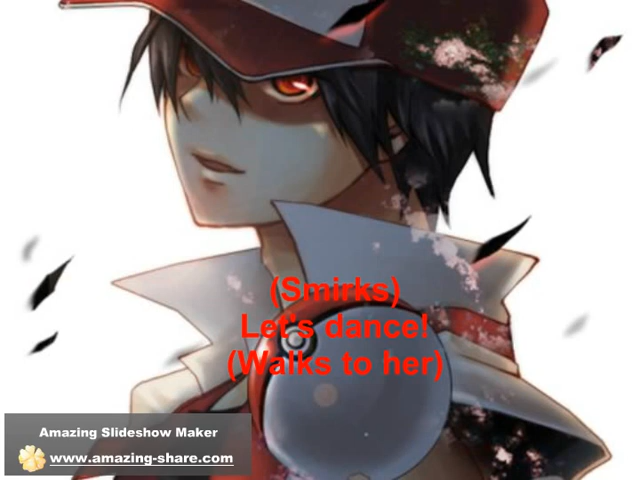 (Smirks)
Let's dance!
(Walks to her)
Amazing Slideshow Maker
www.amazing-share.com